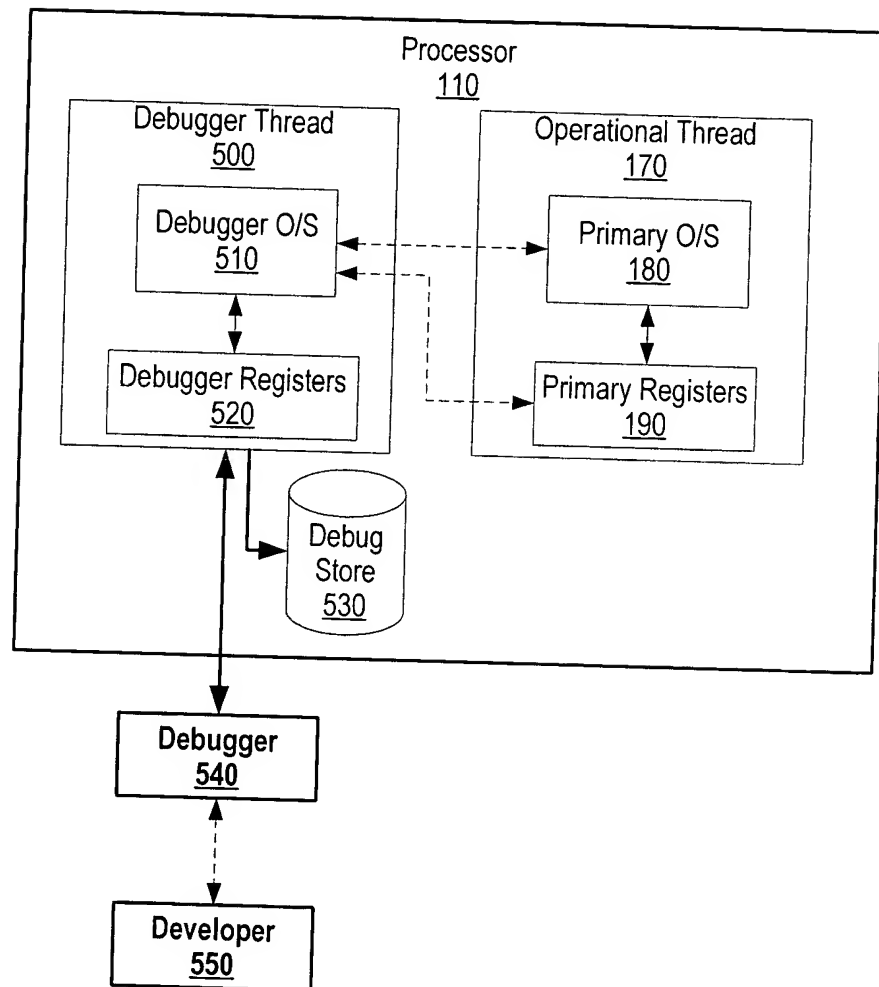 Processor
110
Debugger Thread
500
Debugger O/S
510
Debugger Registers
520
Operational Thread
170
Primary O/S
180
Primary Registers
190
Debug
Store
530
Debugger
540
Developer
550